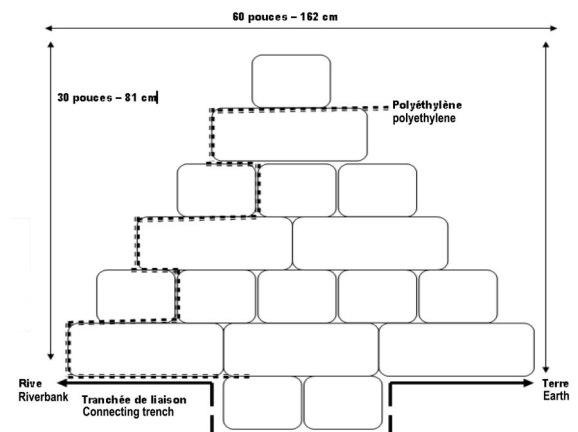 60 pouces – 162 cm
30 pouces – 81 cm
Polyéthylène
polyethylene
Rive
Riverbank
Tranchée de liaison
Connecting trench
Terre
Earth